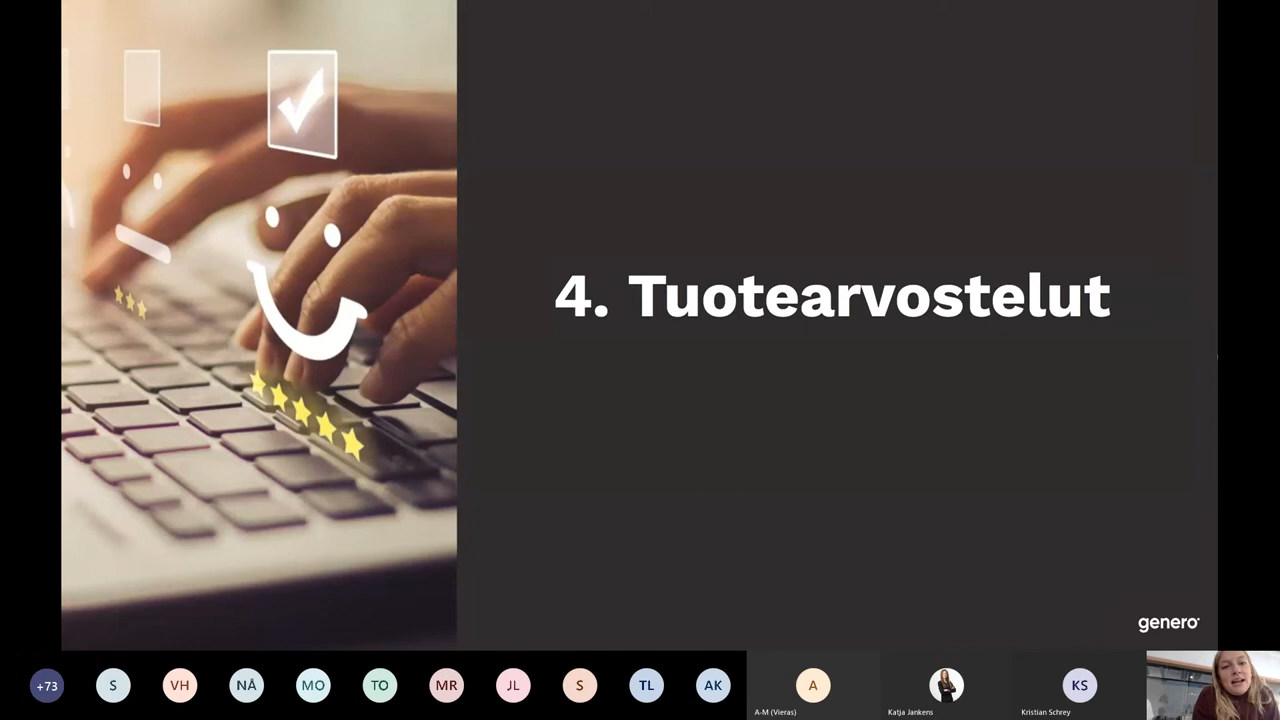 4. Tuotearvostelut
genero
+73
S
VH
NÅ
MO
TO
MR
JL
S
TL
AK
A
KS
A-M (Vieras)
Katja Jankens
Kristian Schrey